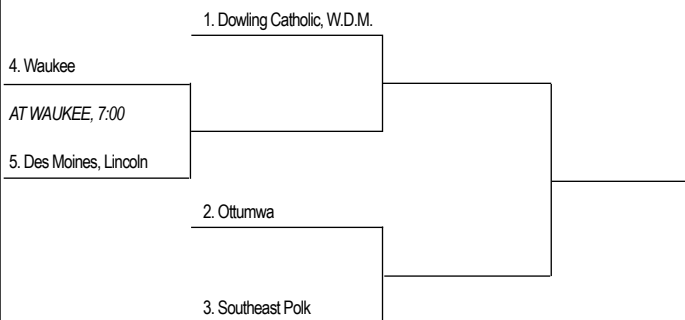 1. Dowling Catholic, W.D.M.
4. Waukee
AT WAUKEE, 7:00
5. Des Moines, Lincoln
2. Ottumwa
3. Southeast Polk